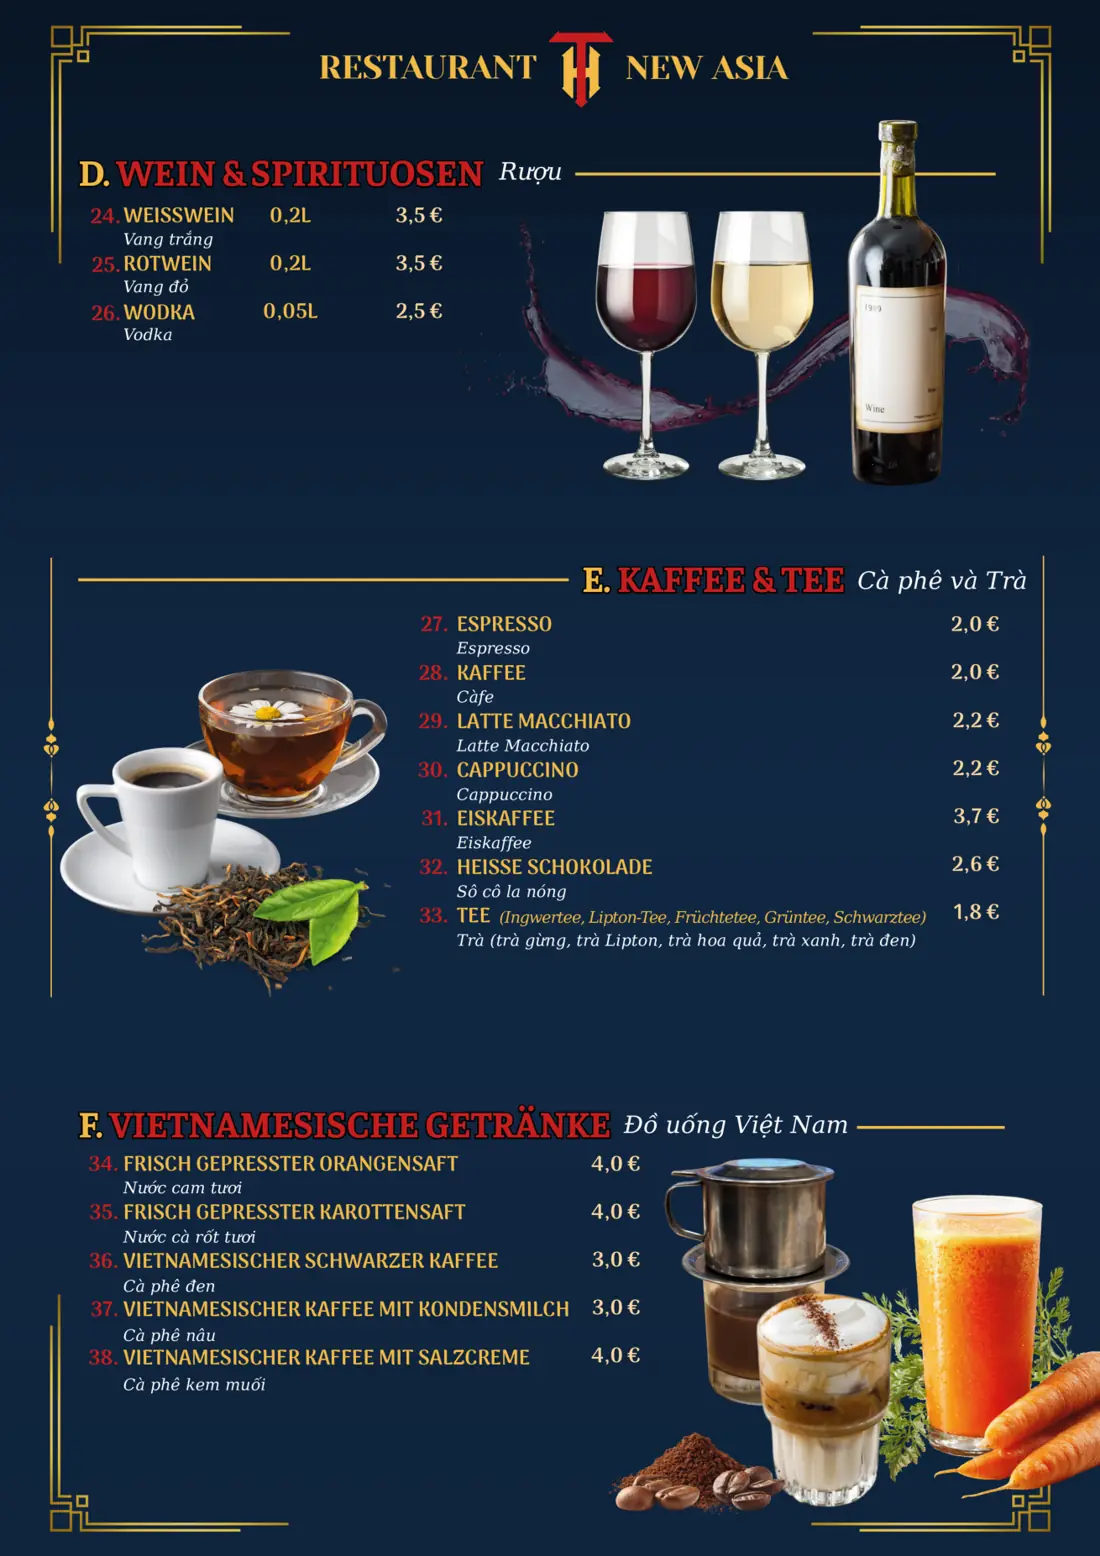 RESTAURANT TH NEW ASIA
D. WEIN & SPIRITUOSEN Rượu
24. WEISSWEIN 0,2L 3,5 €
Vang trắng
25. ROTWEIN 0,2L 3,5 €
Vang đỏ
26. WODKA 0,05L 2,5 €
Vodka
1989
Wine
E. KAFFEE & TEE Cà phê và Trà
27. ESPRESSO 2,0 €
Espresso
28. KAFFEE 2,0 €
Càfe
29. LATTE MACCHIATO 2,2 €
Latte Macchiato
30. CAPPUCCINO 2,2 €
Cappuccino
31. EISKAFFEE 3,7 €
Eiskaffee
32. HEISSE SCHOKOLADE 2,6 €
Sô cô la nóng
33. TEE (Ingwertee, Lipton-Tee, Früchtetee, Grüntee, Schwarztee) 1,8 €
Trà (trà gừng, trà Lipton, trà hoa quả, trà xanh, trà đen)
F. VIETNAMESISCHE GETRÄNKE Đồ uống Việt Nam
34. FRISCH GEPRESSTER ORANGENSAFT 4,0 €
Nước cam tươi
35. FRISCH GEPRESSTER KAROTTENSAFT 4,0 €
Nước cà rốt tươi
36. VIETNAMESISCHER SCHWARZER KAFFEE 3,0 €
Cà phê đen
37. VIETNAMESISCHER KAFFEE MIT KONDENSMILCH 3,0 €
Cà phê nâu
38. VIETNAMESISCHER KAFFEE MIT SALZCREME 4,0 €
Cà phê kem muối